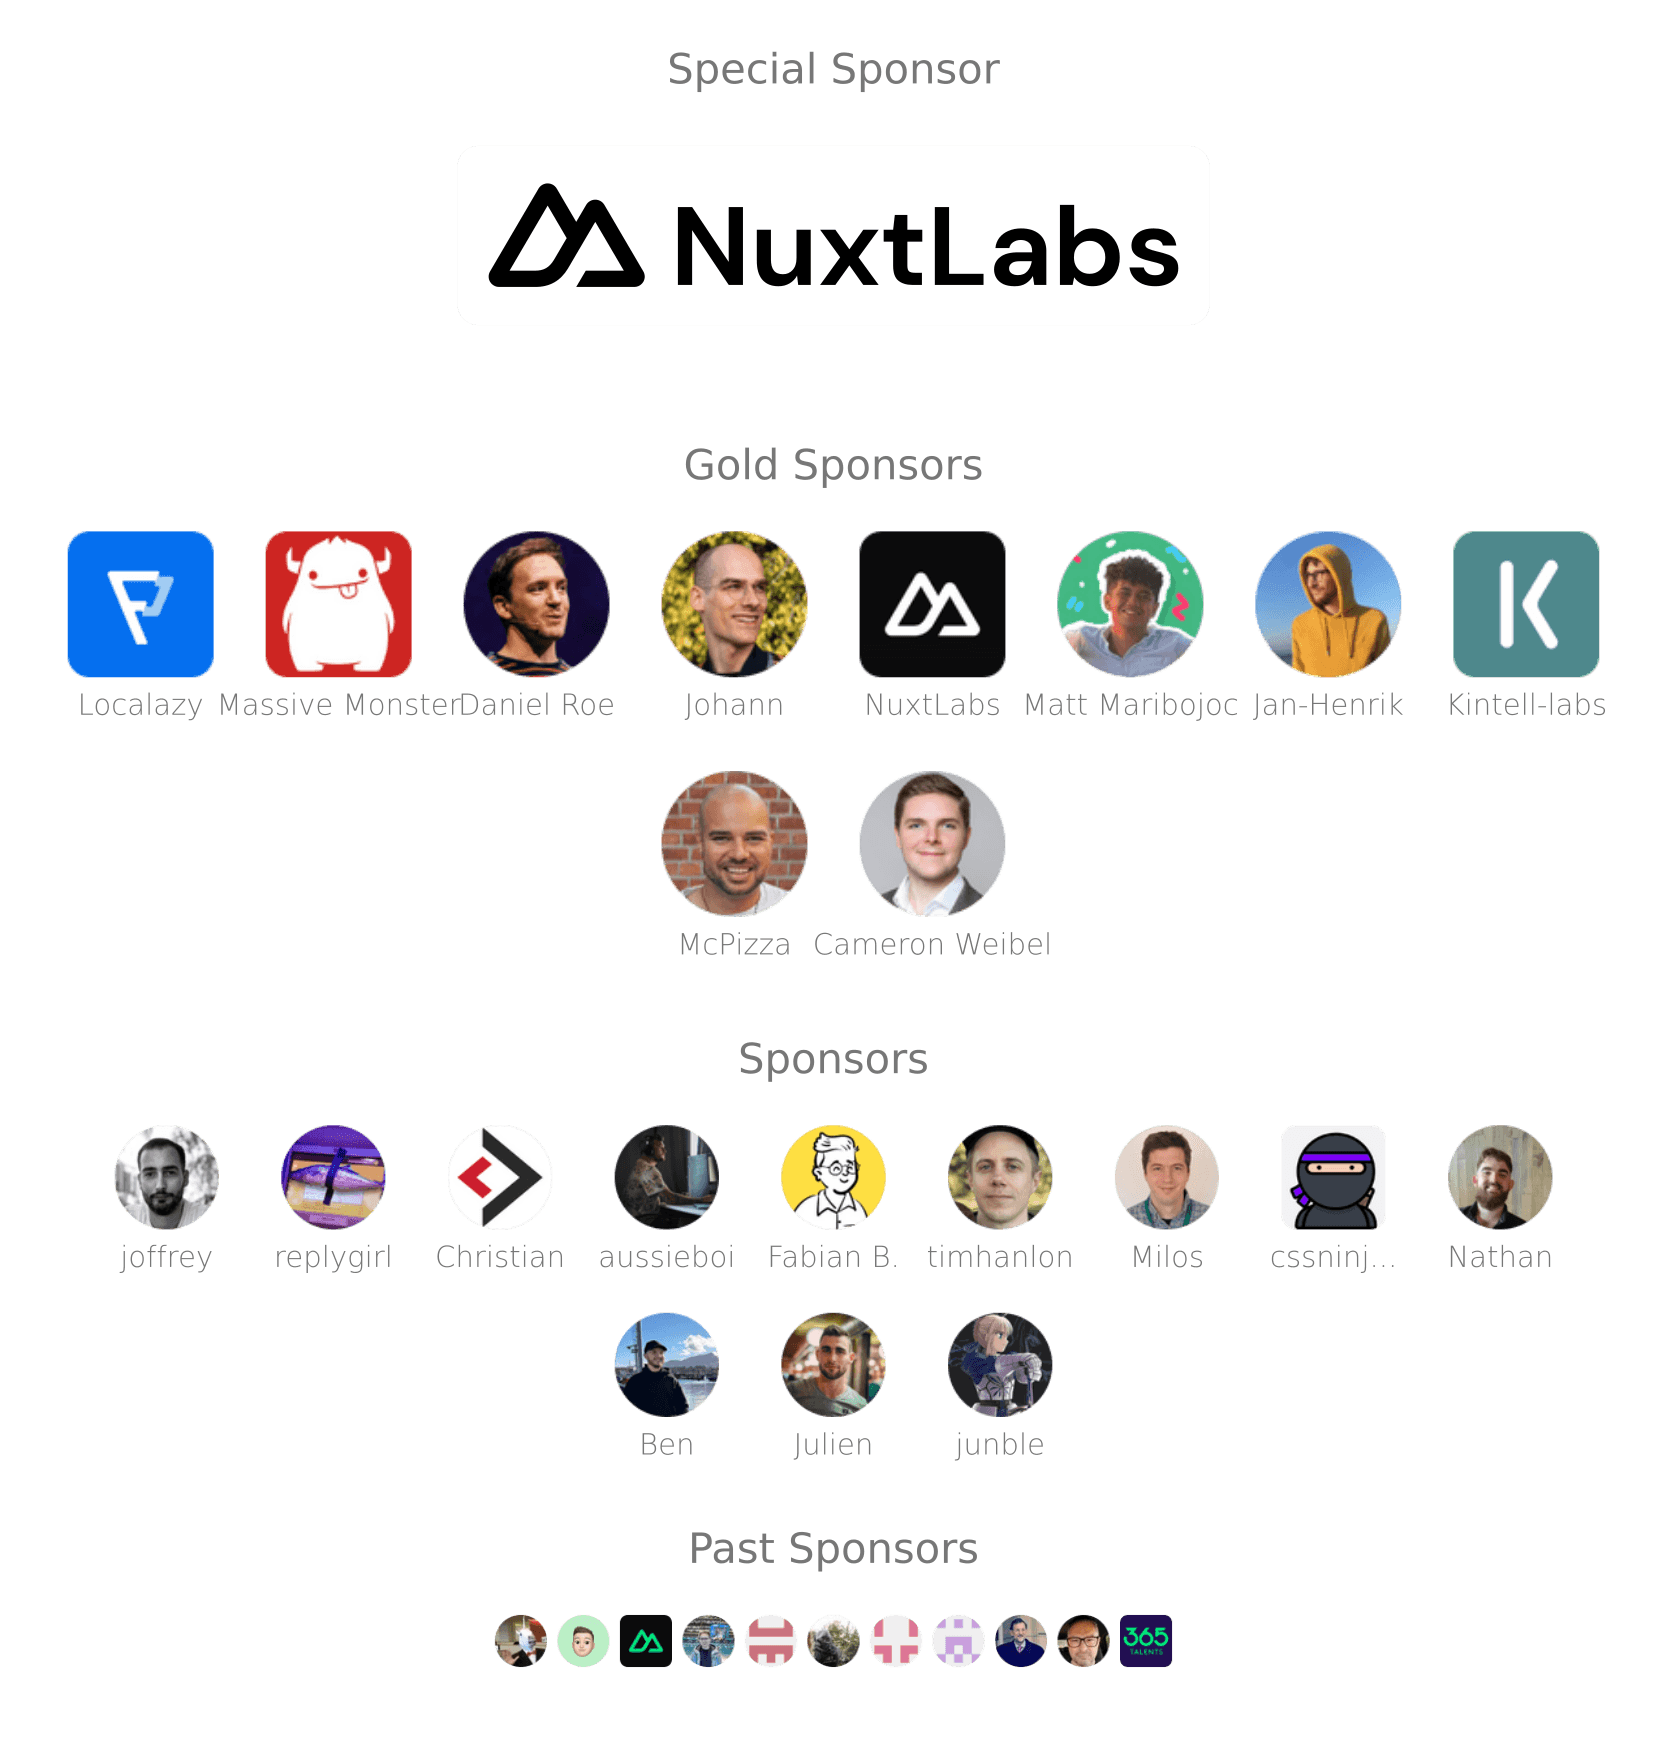 Special Sponsor
NuxtLabs
Gold Sponsors
Localazy Massive Monster Daniel Roe Johann NuxtLabs Matt Maribojoc Jan-Henrik Kintell-labs
McPizza Cameron Weibel
Sponsors
joffrey replygirl Christian aussieboi Fabian B. timhanlon Milos cssninj... Nathan
Ben Julien junble
Past Sponsors
365
TALENTS